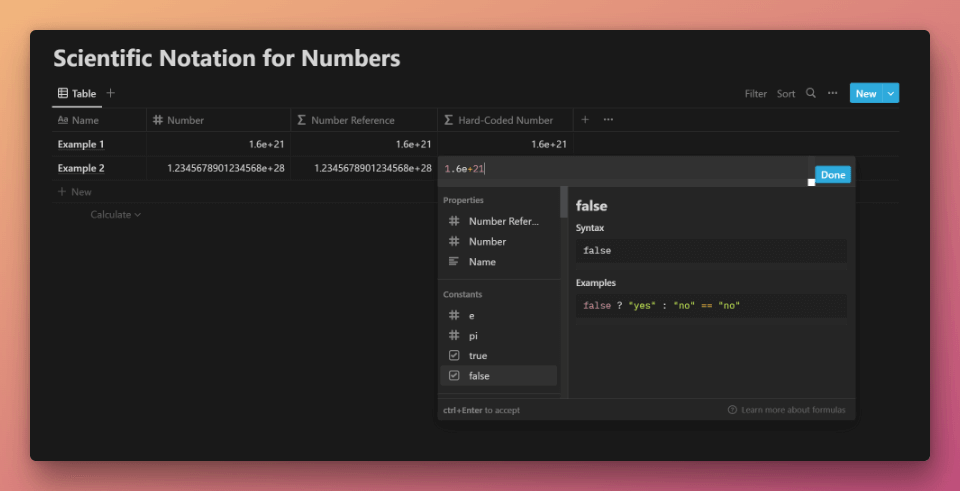 Scientific Notation for Numbers
Table
Filter Sort New
Aa Name Number Σ Number Reference Σ Hard-Coded Number
Example 1 1.6e+21 1.6e+21 1.6e+21
Example 2 1.2345678901234568e+28 1.2345678901234568e+28
1.6e+21
Done
+ New
Calculate
Properties
Number Refer...
Number
Name
Constants
e
pi
true
false
false
Syntax
false
Examples
false ? "yes" : "no" == "no"
ctrl+Enter to accept
Learn more about formulas